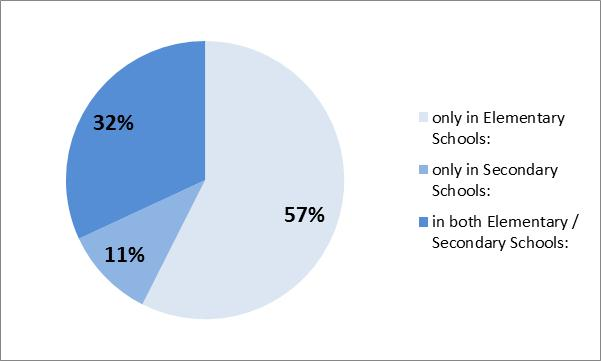 32%
57%
11%
only in Elementary
Schools:
only in Secondary
Schools:
in both Elementary /
Secondary Schools: